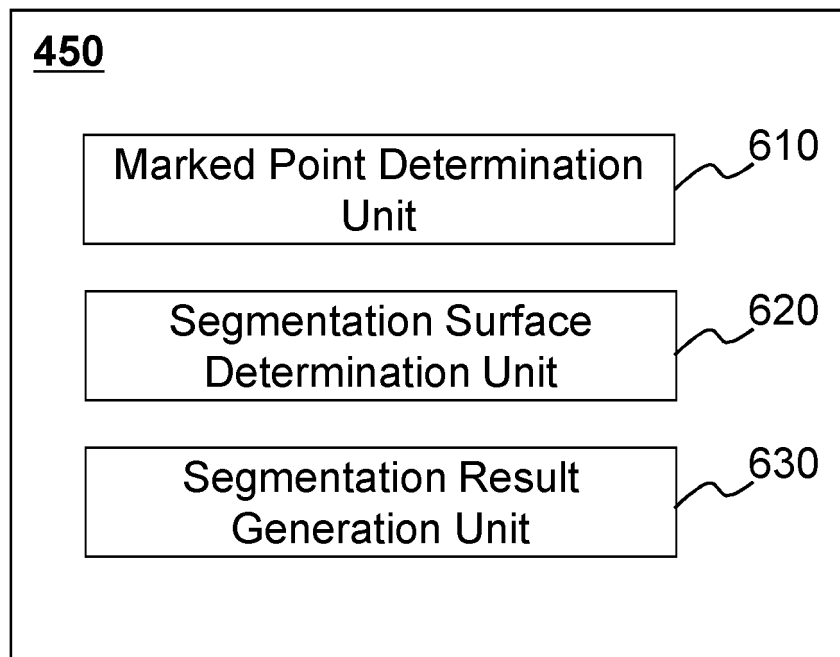 450
Marked Point Determination
Unit
610
Segmentation Surface
Determination Unit
620
Segmentation Result
Generation Unit
630